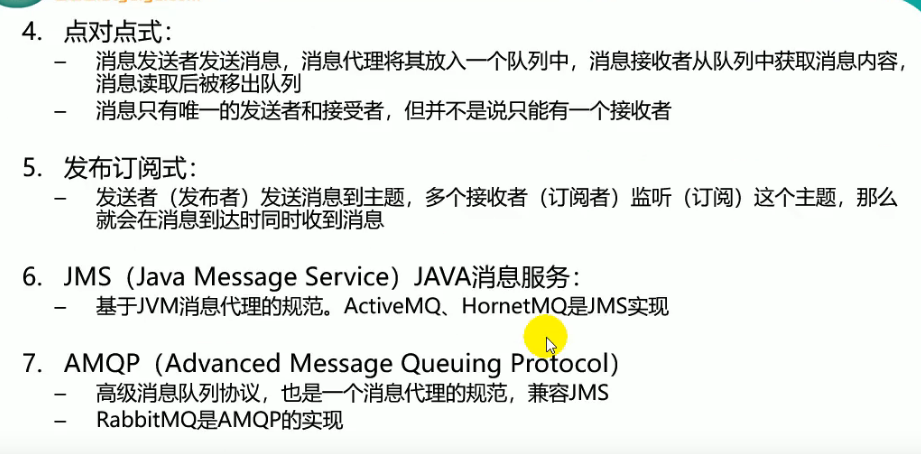 4. 点对点式：
– 消息发送者发送消息，消息代理将其放入一个队列中，消息接收者从队列中获取消息内容，
消息读取后被移出队列
– 消息只有唯一的发送者和接受者，但并不是说只能有一个接收者
5. 发布订阅式：
– 发送者（发布者）发送消息到主题，多个接收者（订阅者）监听（订阅）这个主题，那么
就会在消息到达时同时收到消息
6. JMS（Java Message Service）JAVA消息服务：
– 基于JVM消息代理的规范。ActiveMQ、HornetMQ是JMS实现
7. AMQP（Advanced Message Queuing Protocol）
– 高级消息队列协议，也是一个消息代理的规范，兼容JMS
– RabbitMQ是AMQP的实现